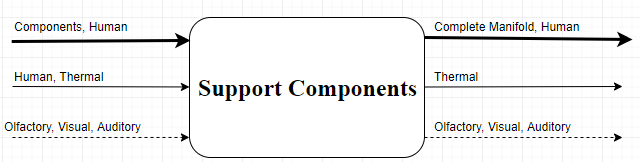 Components, Human
Complete Manifold, Human
Human, Thermal
Thermal
Support Components
Olfactory, Visual, Auditory
Olfactory, Visual, Auditory